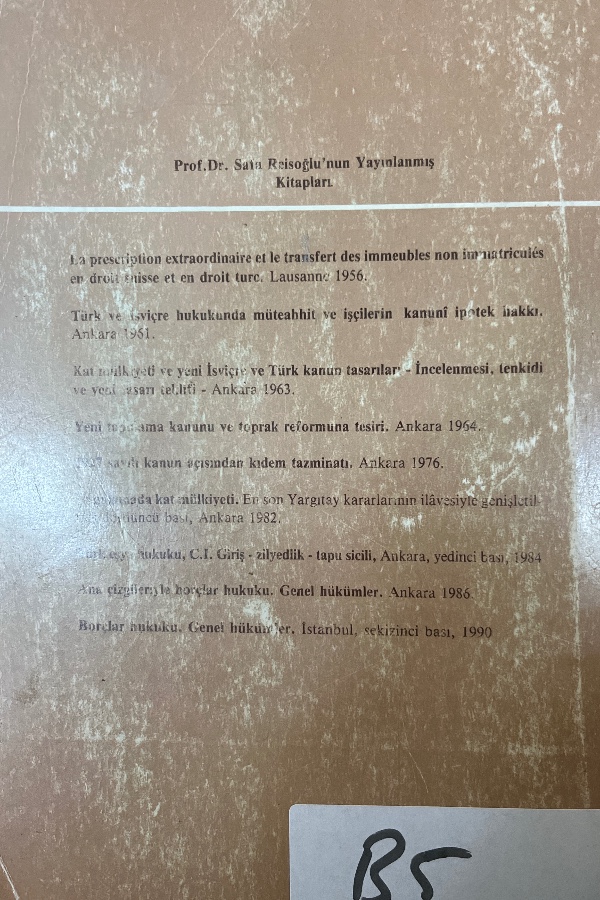 Prof.Dr. Safa Reisoğlu'nun Yayınlanmış
Kitapları
La prescription extraordinaire et le transfert des immeubles non immatriculés
en droit suisse et en droit turc. Lausanne 1956.
Türk ve İsviçre hukukunda müteahhit ve işçilerin kanunî ipotek hakkı.
Ankara 1961.
Kat mülkiyeti ve yeni İsviçre ve Türk kanun tasarıları - İncelenmesi, tenkidi
ve yeni tasarı teklifi - Ankara 1963.
Yeni kanunu ve toprak reformuna tesiri. Ankara 1964.
sayılı kanun açısından kıdem tazminatı, Ankara 1976.
kat mülkiyeti. En son Yargıtay kararlarının ilâvesiyle genişletil-
bası, Ankara 1982.
hukuku, C.I. Giriş - zilyedlik - tapu sicili, Ankara, yedinci bası, 1984
Ana çizgileriyle borçlar hukuku. Genel hükümler. Ankara 1986
Borçlar hukuku. Genel hükümler. İstanbul, sekizinci bası, 1990
B5